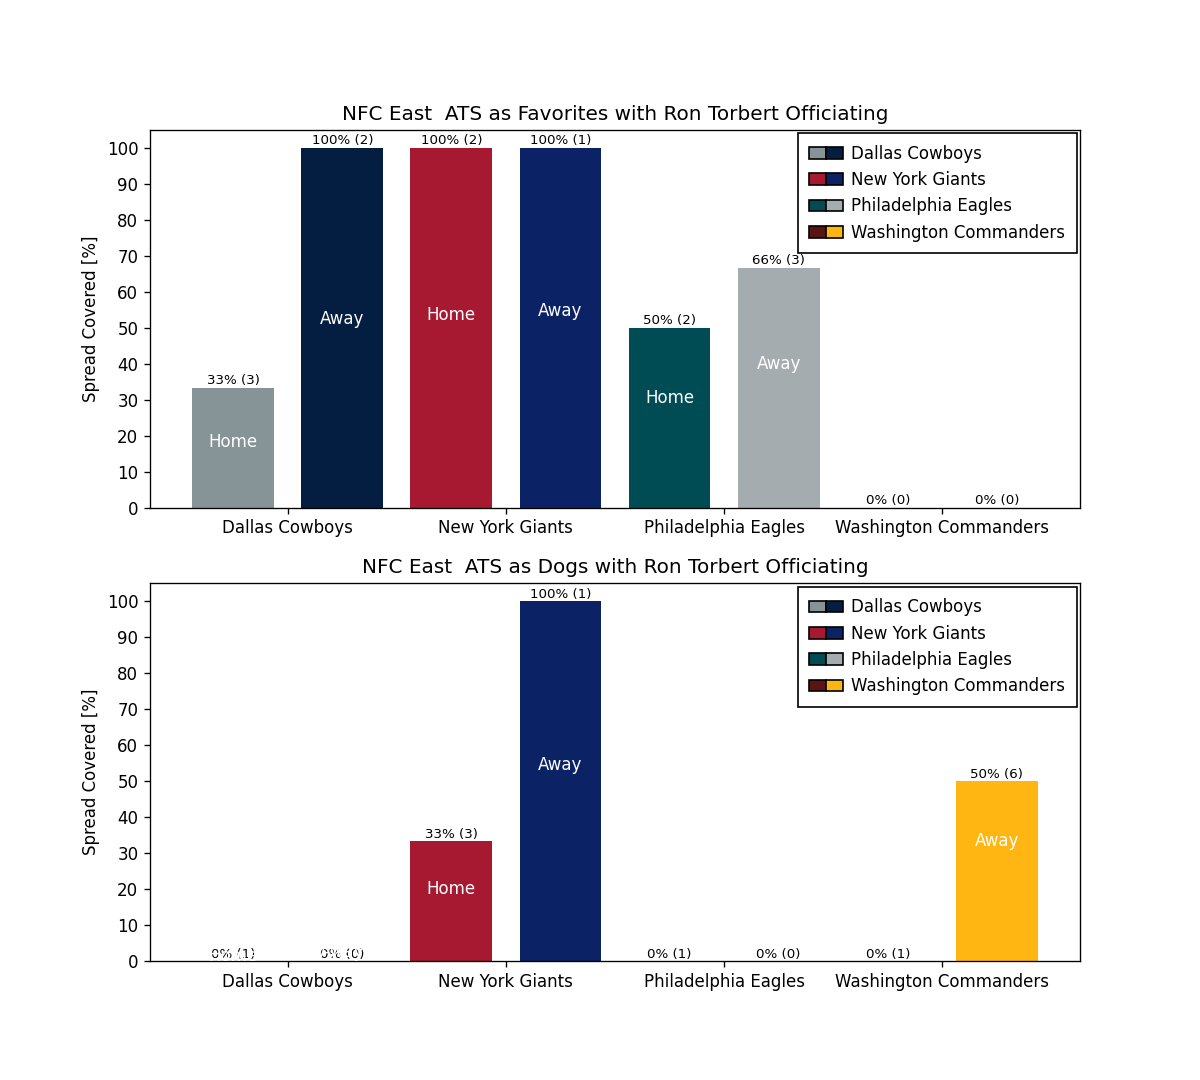 NFC East  ATS as Favorites with Ron Torbert Officiating
Spread Covered [%]
100
90
80
70
60
50
40
30
20
10
0
33% (3)
100% (2)
100% (2)
100% (1)
50% (2)
66% (3)
0% (0)
0% (0)
Home
Away
Home
Away
Home
Away
Dallas Cowboys
New York Giants
Philadelphia Eagles
Washington Commanders
Dallas Cowboys
New York Giants
Philadelphia Eagles
Washington Commanders
NFC East  ATS as Dogs with Ron Torbert Officiating
Spread Covered [%]
100
90
80
70
60
50
40
30
20
10
0
0% (1)
0% (0)
33% (3)
100% (1)
0% (1)
0% (0)
0% (1)
50% (6)
Home
Away
Away
Dallas Cowboys
New York Giants
Philadelphia Eagles
Washington Commanders
Dallas Cowboys
New York Giants
Philadelphia Eagles
Washington Commanders